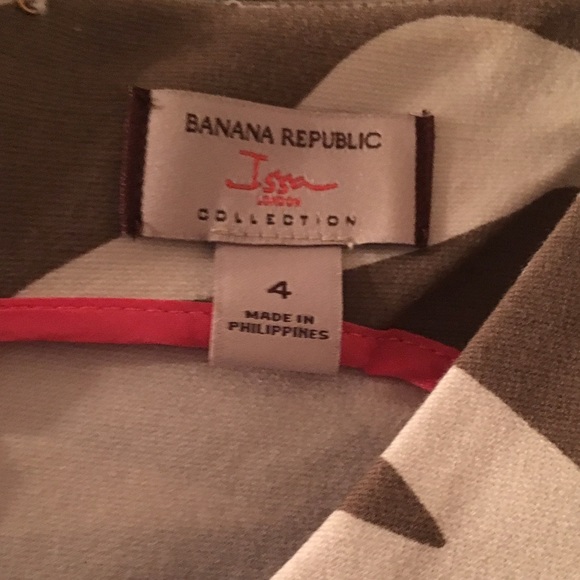 BANANA REPUBLIC
Issa
LONDON
COLLECTION
4
MADE IN
PHILIPPINES